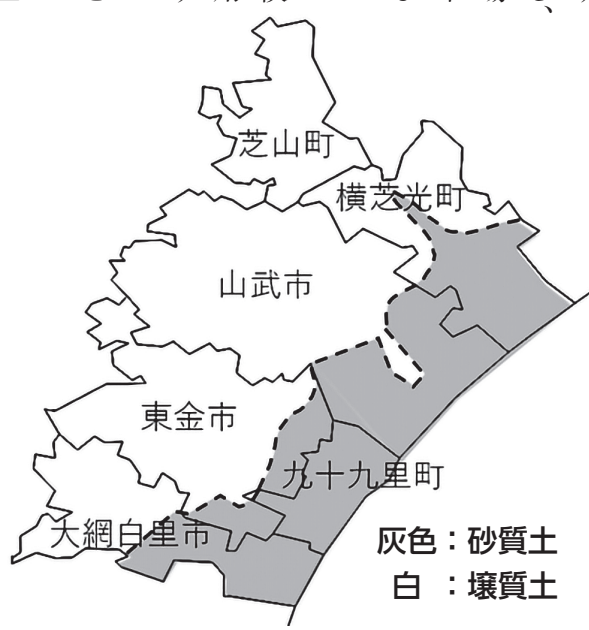 芝山町
横芝光町
山武市
東金市
九十九里町
大網白里市
灰色：砂質土
白　：壌質土